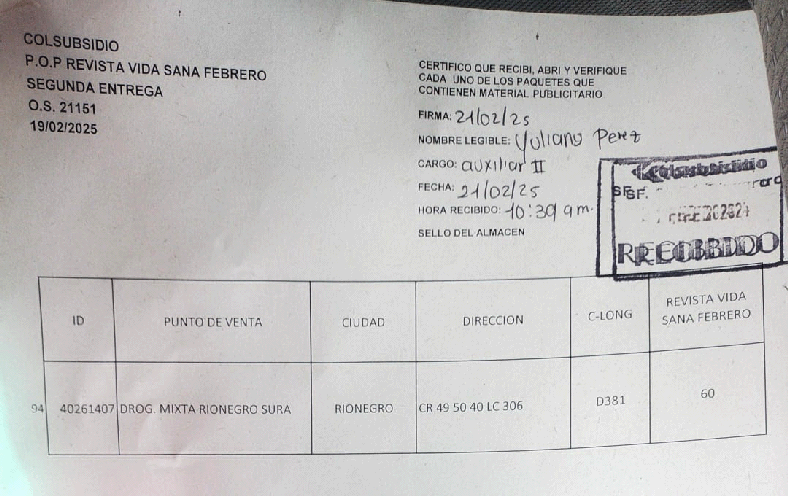 COLSUBSIDIO
P.O.P REVISTA VIDA SANA FEBRERO
SEGUNDA ENTREGA
O.S. 21151
19/02/2025
CERTIFICO QUE RECIBI, ABRI Y VERIFIQUE
CADA UNO DE LOS PAQUETES QUE
CONTIENEN MATERIAL PUBLICITARIO
FIRMA: 21/02/25
NOMBRE LEGIBLE: Yuliany Perez
CARGO: auxiliar II
FECHA: 21/02/25
HORA RECIBIDO: 10:39 am.
SELLO DEL ALMACEN
Colsubsidio
RECIBIDO
ID PUNTO DE VENTA CIUDAD DIRECCION C-LONG REVISTA VIDA
SANA FEBRERO
94 40261407 DROG. MIXTA RIONEGRO SURA RIONEGRO CR 49 50 40 LC 306 D381 60